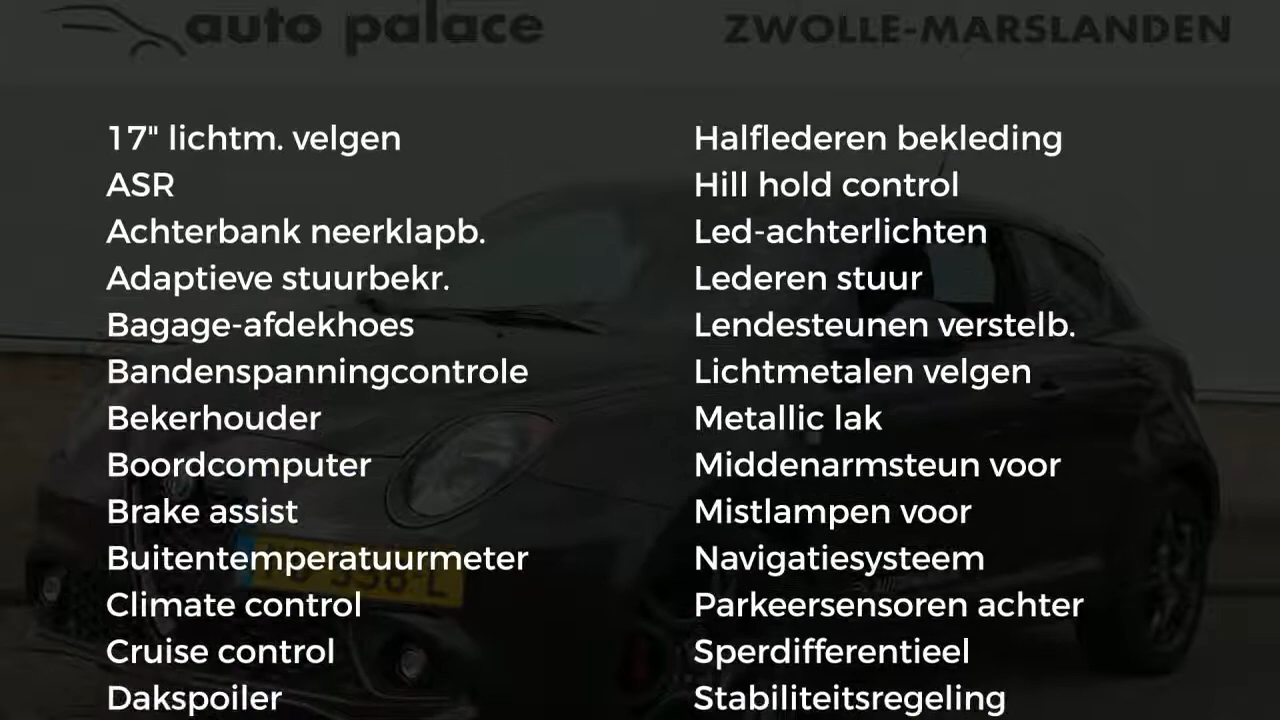 auto palace
ZWOLLE-MARSLANDEN
17" lichtm. velgen
ASR
Achterbank neerklapb.
Adaptieve stuurbekr.
Bagage-afdekhoes
Bandenspanningcontrole
Bekerhouder
Boordcomputer
Brake assist
Buitentemperatuurmeter
Climate control
Cruise control
Dakspoiler
Halflederen bekleding
Hill hold control
Led-achterlichten
Lederen stuur
Lendesteunen verstelb.
Lichtmetalen velgen
Metallic lak
Middenarmsteun voor
Mistlampen voor
Navigatiesysteem
Parkeersensoren achter
Sperdifferentieel
Stabiliteitsregeling